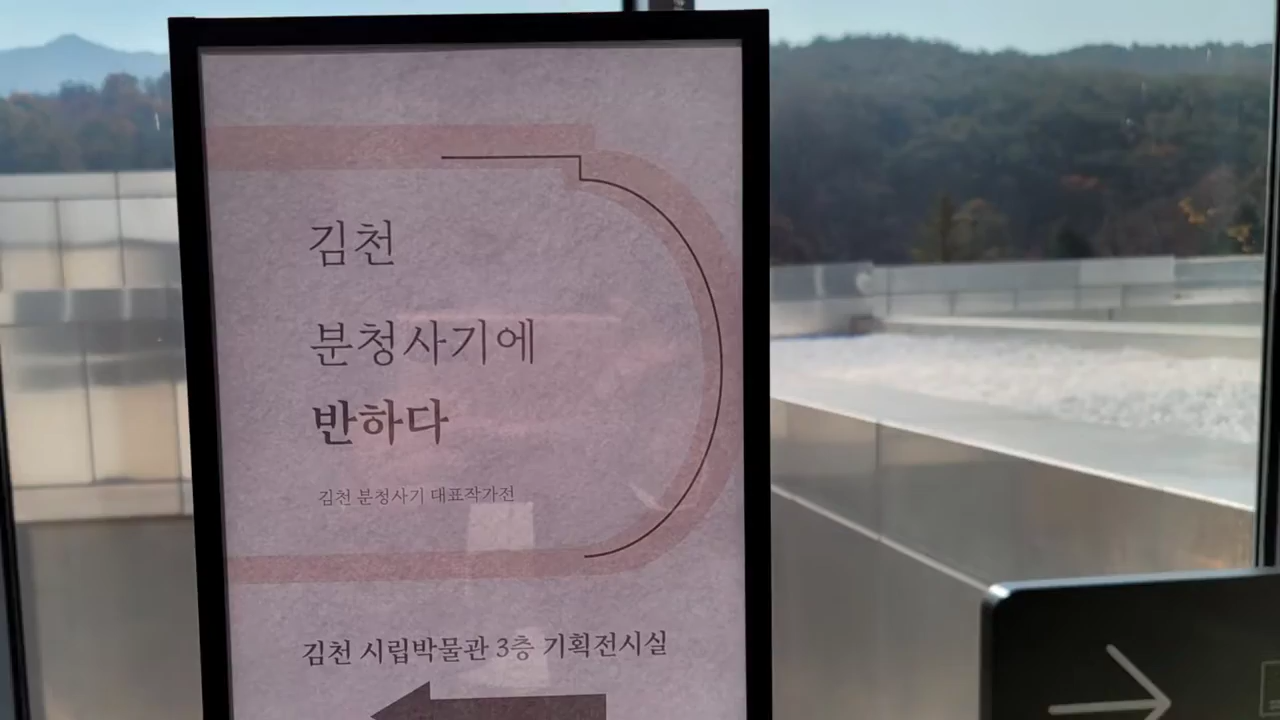 김천
분청사기에
반하다
김천 분청사기 대표작가전
김천 시립박물관 3층 기획전시실